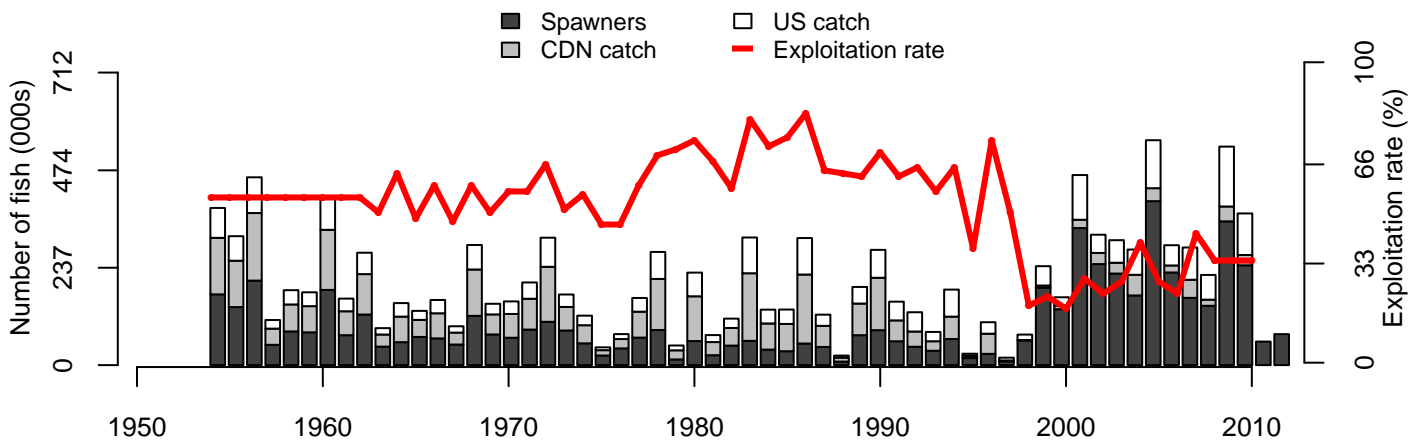 Spawners
US catch
CDN catch
Exploitation rate
Number of fish (000s)
712
474
237
0
100
66
33
0
Exploitation rate (%)
1950 1960 1970 1980 1990 2000 2010